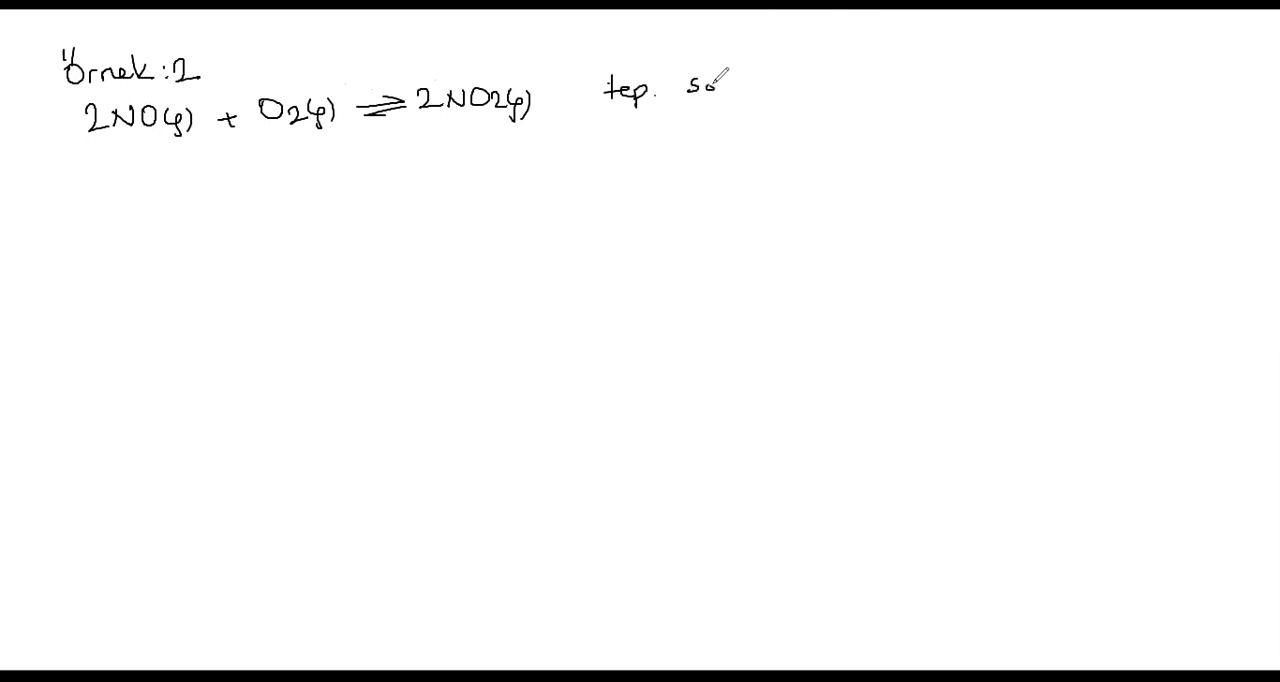 Örnek:2
2NO(g) + O2(g) ⇌ 2NO2(g) tep.